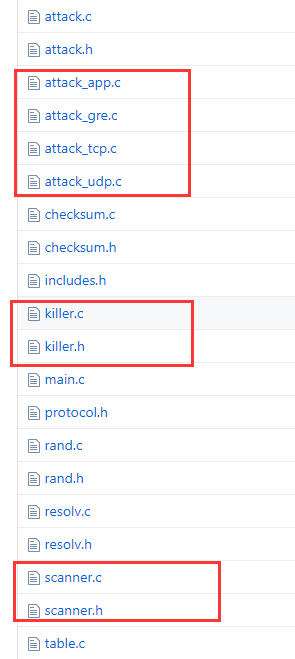 attack.c
attack.h
attack_app.c
attack_gre.c
attack_tcp.c
attack_udp.c
checksum.c
checksum.h
includes.h
killer.c
killer.h
main.c
protocol.h
rand.c
rand.h
resolv.c
resolv.h
scanner.c
scanner.h
table.c